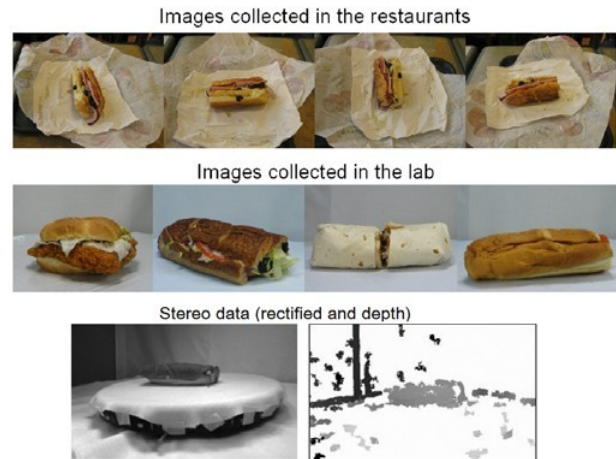 Images collected in the restaurants
Images collected in the lab
Stereo data (rectified and depth)